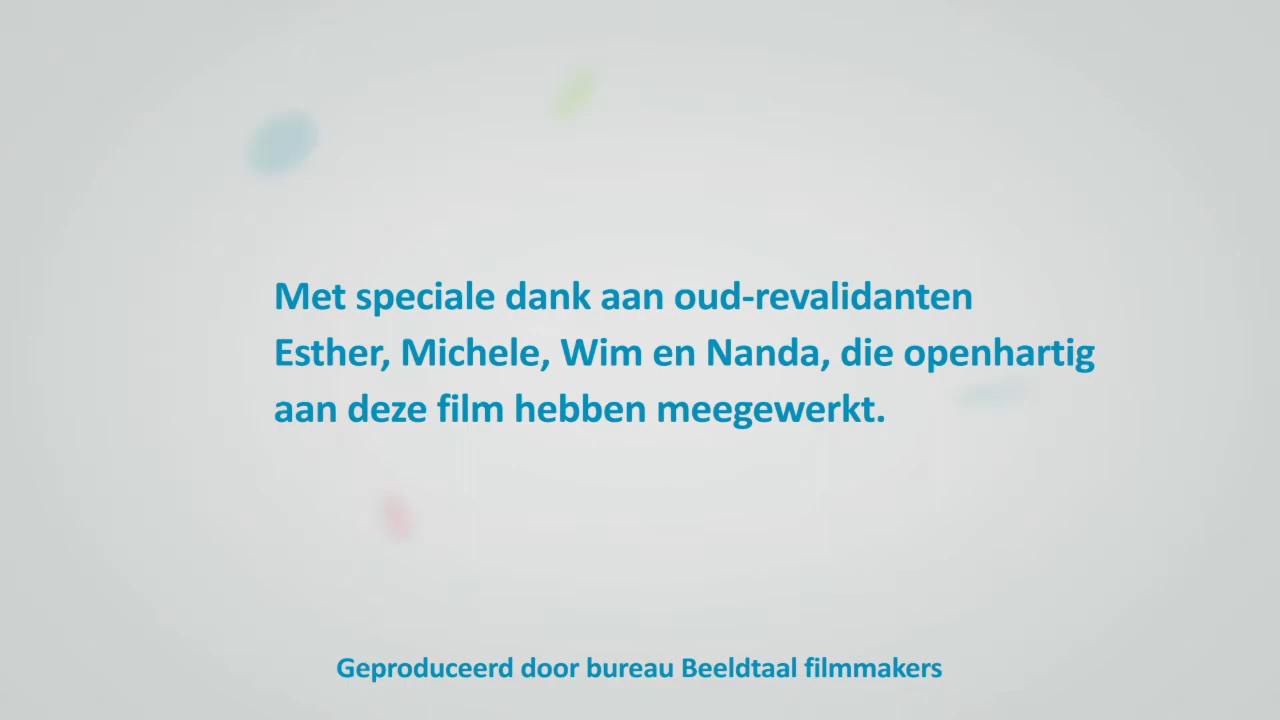 Met speciale dank aan oud-revalidanten
Esther, Michele, Wim en Nanda, die openhartig
aan deze film hebben meegewerkt.
Geproduceerd door bureau Beeldtaal filmmakers